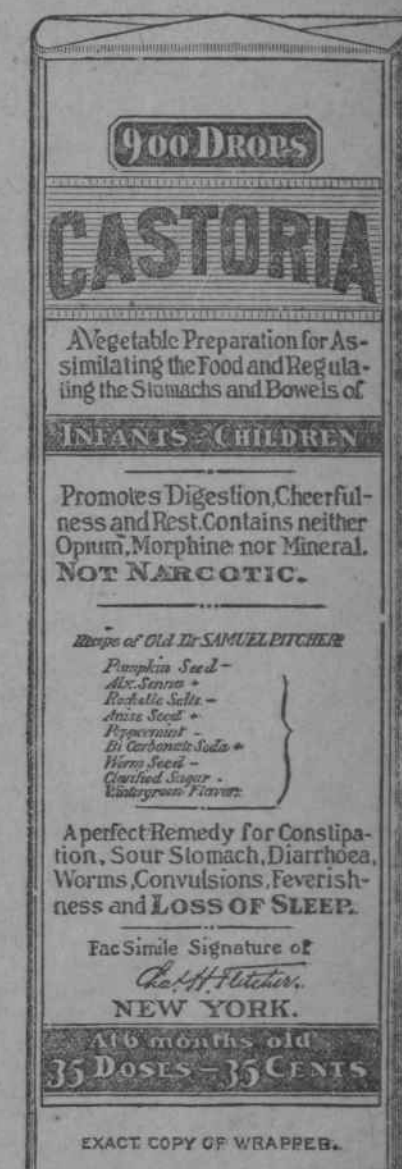 900 DROPS
CASTORIA
AVegetable Preparation for As-
similating the Food and Regula-
ting the Stomachs and Bowels of
INFANTS - CHILDREN
Promotes Digestion, Cheerful-
ness and Rest. Contains neither
Opium, Morphine nor Mineral.
NOT NARCOTIC.
Recipe of Old Dr SAMUEL PITCHER
Pumpkin Seed -
Alx. Senna +
Rochelle Salts -
Anise Seed +
Peppermint -
Bi Carbonate Soda +
Worm Seed -
Clarified Sugar .
Wintergreen Flavor.
A perfect Remedy for Constipa-
tion, Sour Stomach, Diarrhoea,
Worms, Convulsions, Feverish-
ness and LOSS OF SLEEP.
Fac Simile Signature of
Chas. H. Fletcher.
NEW YORK.
At 6 months old
35 DOSES - 35 CENTS
EXACT COPY OF WRAPPER.